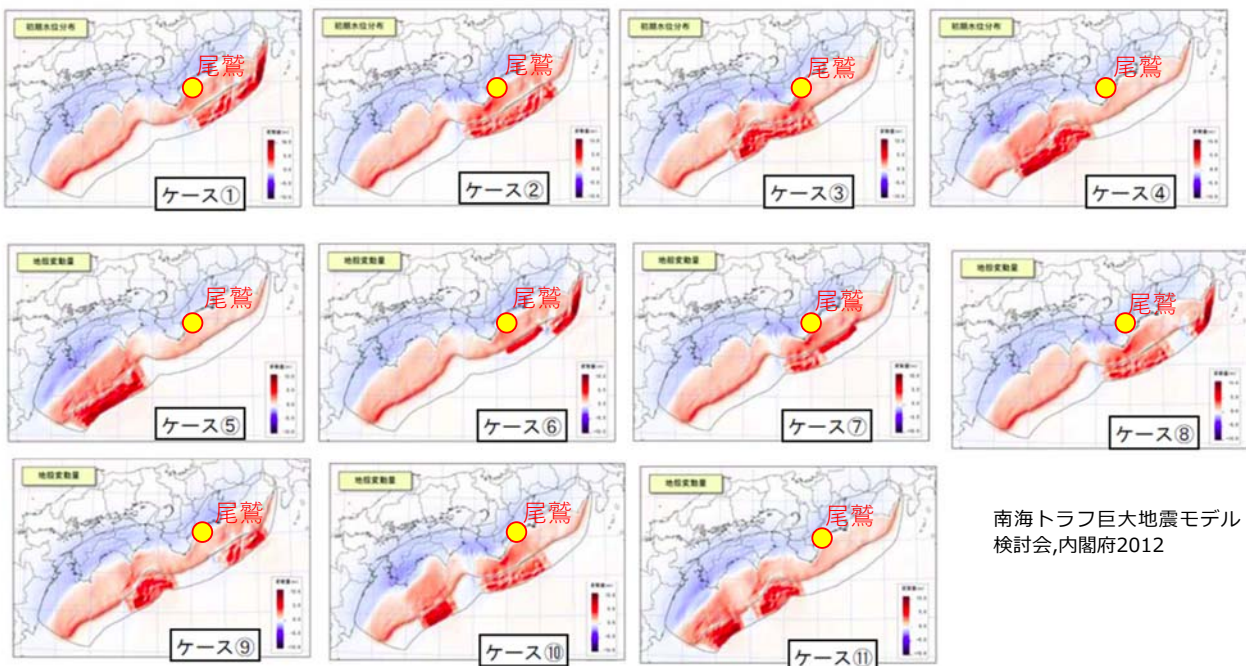 初期水位分布
尾鷲
ケース①
初期水位分布
尾鷲
ケース②
初期水位分布
尾鷲
ケース③
初期水位分布
尾鷲
ケース④
地殻変動量
尾鷲
ケース⑤
地殻変動量
尾鷲
ケース⑥
地殻変動量
尾鷲
ケース⑦
地殻変動量
尾鷲
ケース⑧
地殻変動量
尾鷲
ケース⑨
地殻変動量
尾鷲
ケース⑩
地殻変動量
尾鷲
ケース⑪
南海トラフ巨大地震モデル
検討会,内閣府2012